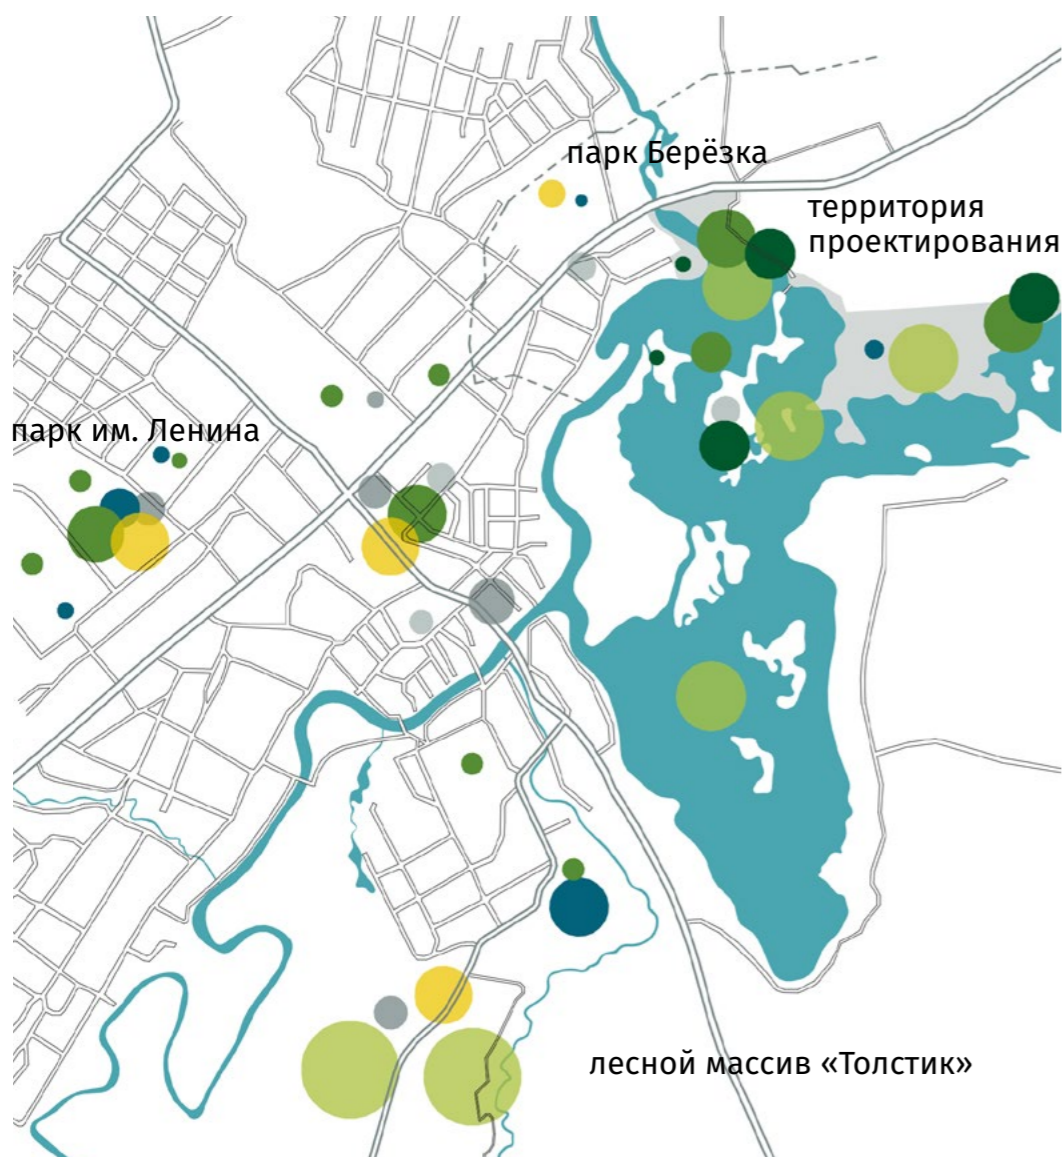 парк Берёзка
территория
проектирования
парк им. Ленина
лесной массив «Толстик»